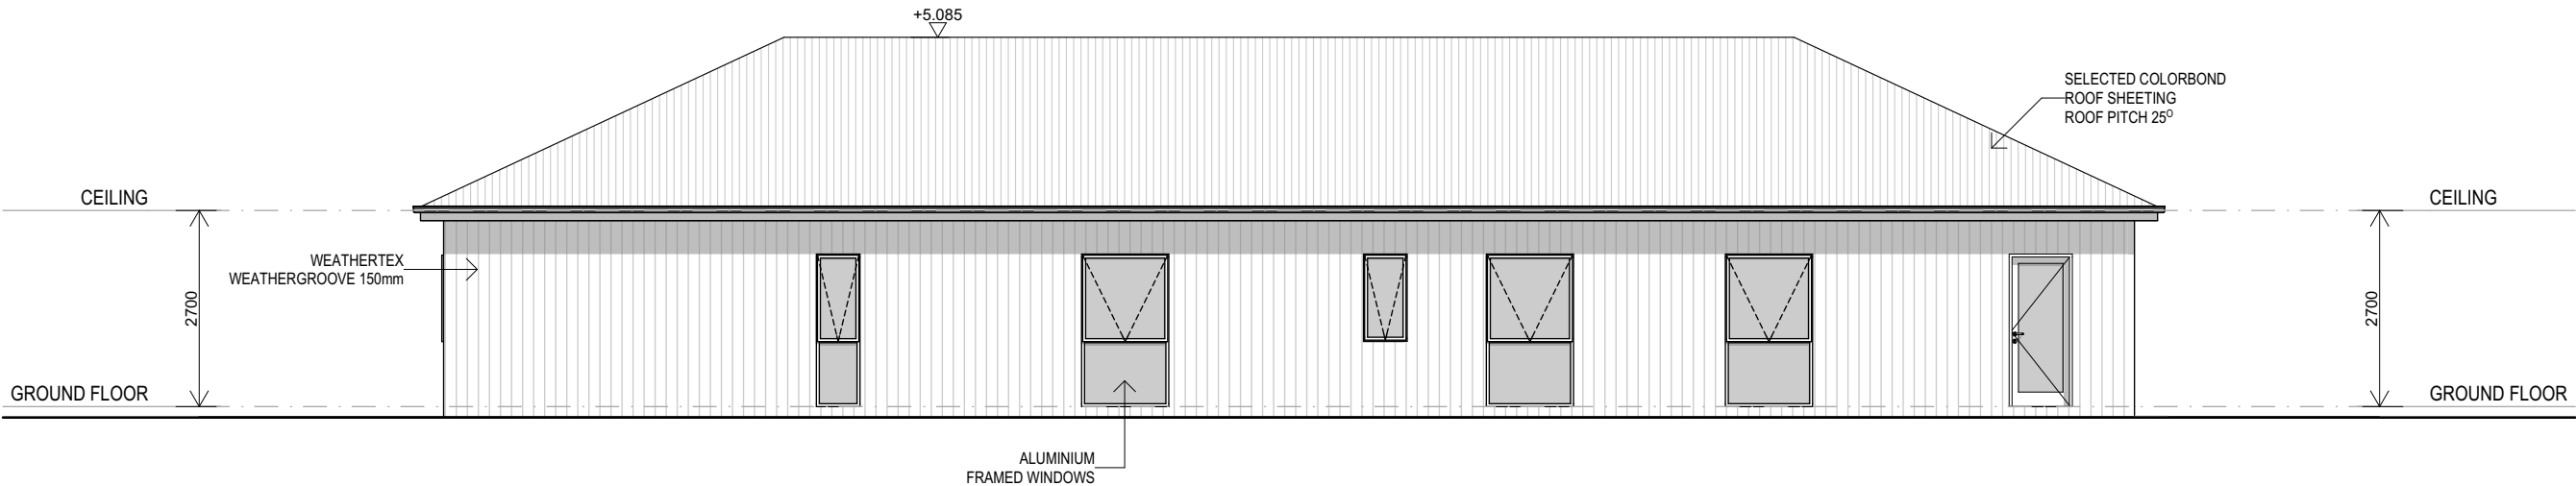 +5.085
SELECTED COLORBOND
ROOF SHEETING
ROOF PITCH 25º
CEILING
CEILING
WEATHERTEX
WEATHERGROOVE 150mm
2700
2700
GROUND FLOOR
GROUND FLOOR
ALUMINIUM
FRAMED WINDOWS